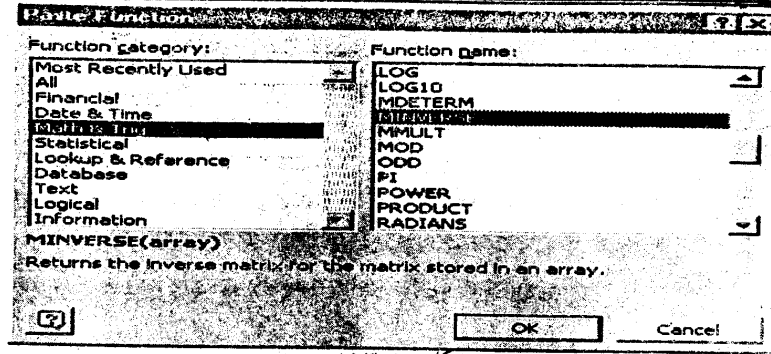 Paste Function
Function category:
Most Recently Used
All
Financial
Date & Time
Math & Trig
Statistical
Lookup & Reference
Database
Text
Logical
Information
Function name:
LOG
LOG10
MDETERM
MINVERSE
MMULT
MOD
ODD
PI
POWER
PRODUCT
RADIANS
MINVERSE(array)
Returns the inverse matrix for the matrix stored in an array.
OK
Cancel